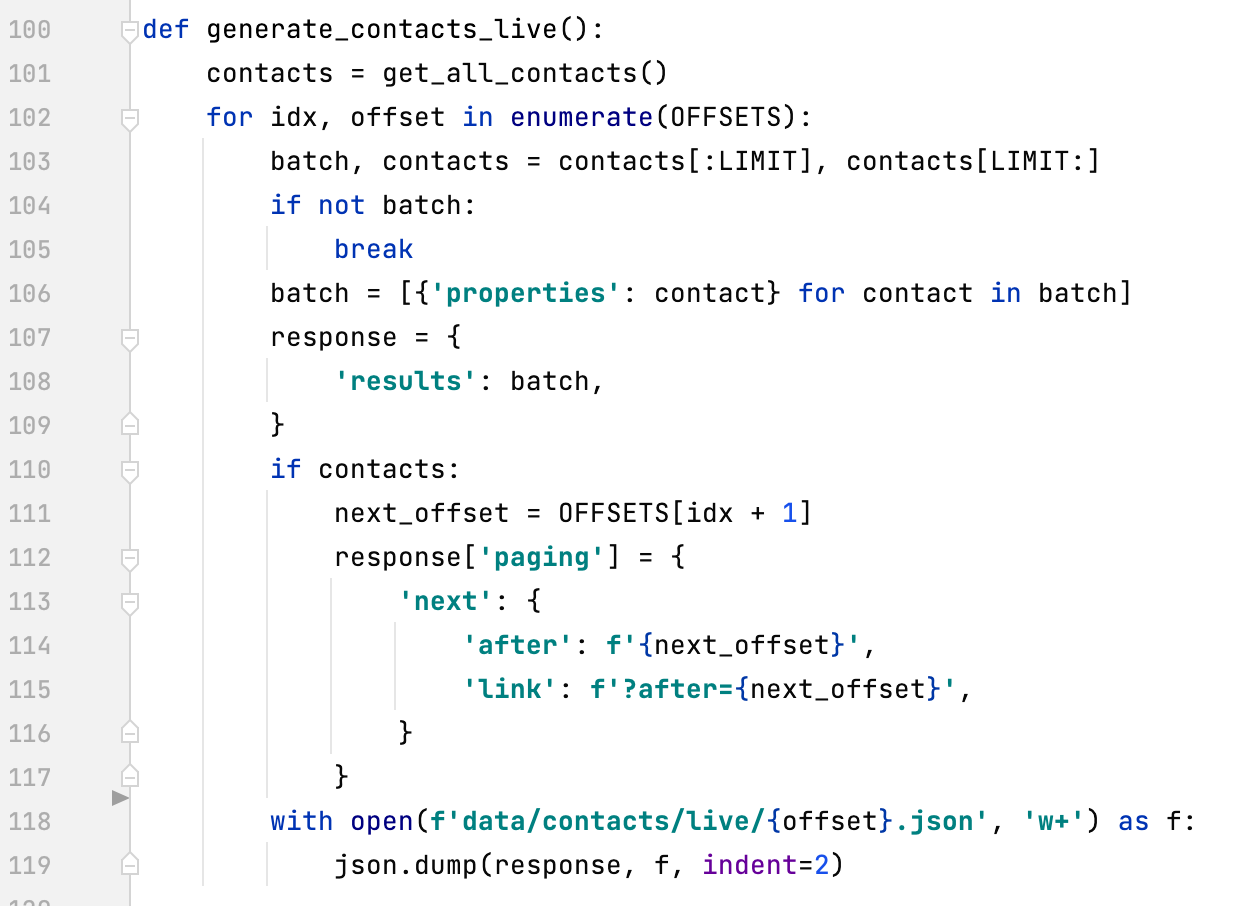 100 def generate_contacts_live():
101     contacts = get_all_contacts()
102     for idx, offset in enumerate(OFFSETS):
103         batch, contacts = contacts[:LIMIT], contacts[LIMIT:]
104         if not batch:
105             break
106         batch = [{'properties': contact} for contact in batch]
107         response = {
108             'results': batch,
109         }
110         if contacts:
111             next_offset = OFFSETS[idx + 1]
112             response['paging'] = {
113                 'next': {
114                     'after': f'{next_offset}',
115                     'link': f'?after={next_offset}',
116                 }
117             }
118         with open(f'data/contacts/live/{offset}.json', 'w+') as f:
119             json.dump(response, f, indent=2)